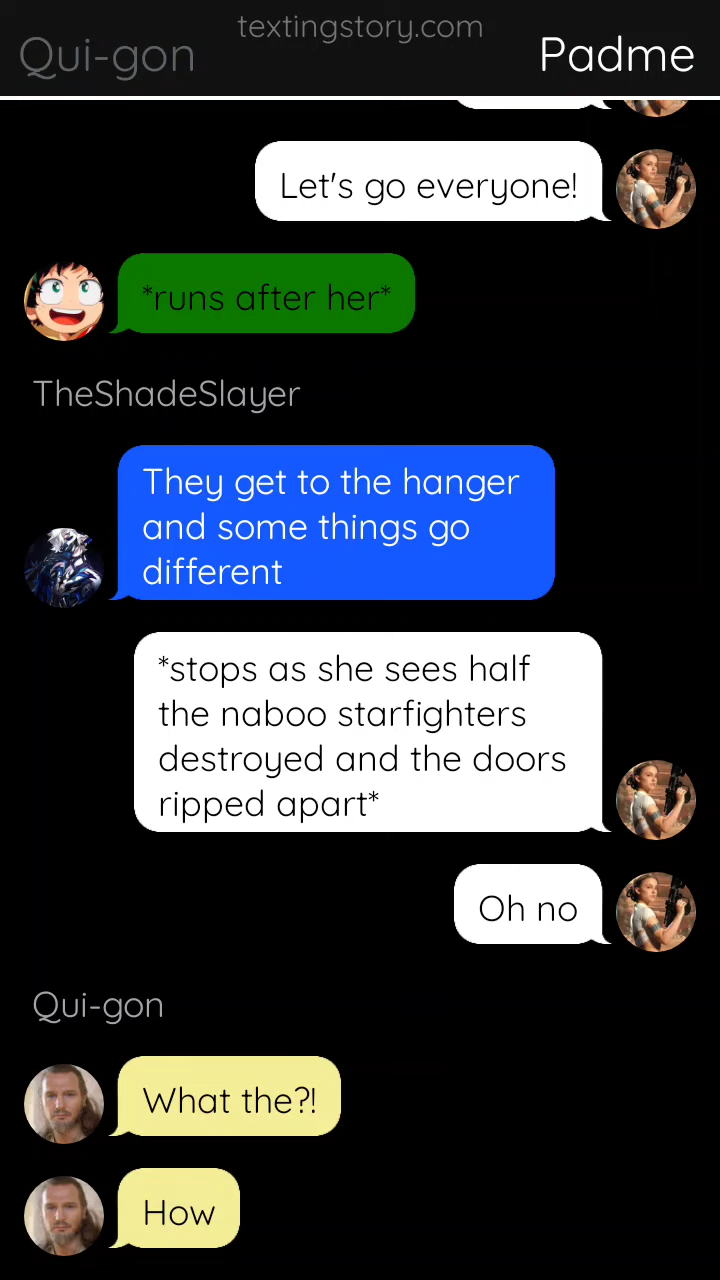 textingstory.com
Qui-gon
Padme
Let's go everyone!
*runs after her*
TheShadeSlayer
They get to the hanger
and some things go
different
*stops as she sees half
the naboo starfighters
destroyed and the doors
ripped apart*
Oh no
Qui-gon
What the?!
How